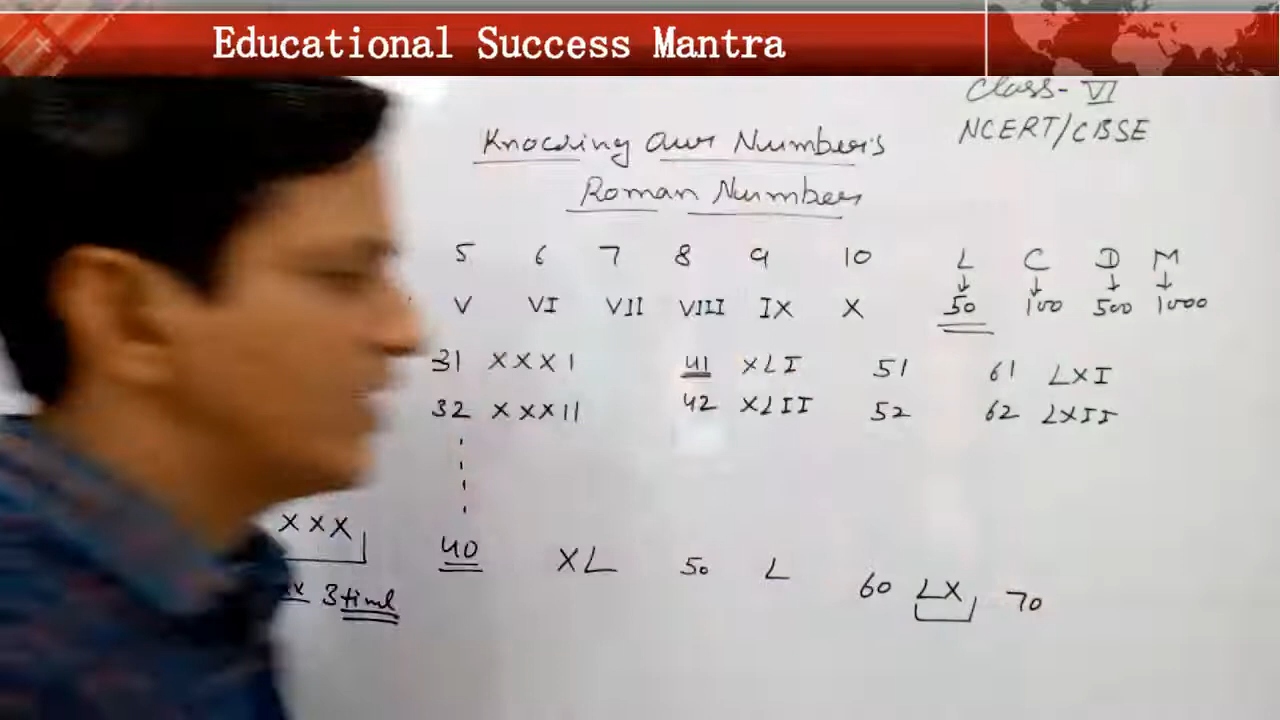 Educational Success Mantra
Class- VI
NCERT/CBSE
Knowing Our Numbers
Roman Numbers
5 6 7 8 9 10 L C D M
V VI VII VIII IX X 50 100 500 1000
31 XXXI 41 XLI 51 61 LXI
32 XXXII 42 XLII 52 62 LXII
XXX
40 XL 50 L 60 LX 70
3 time